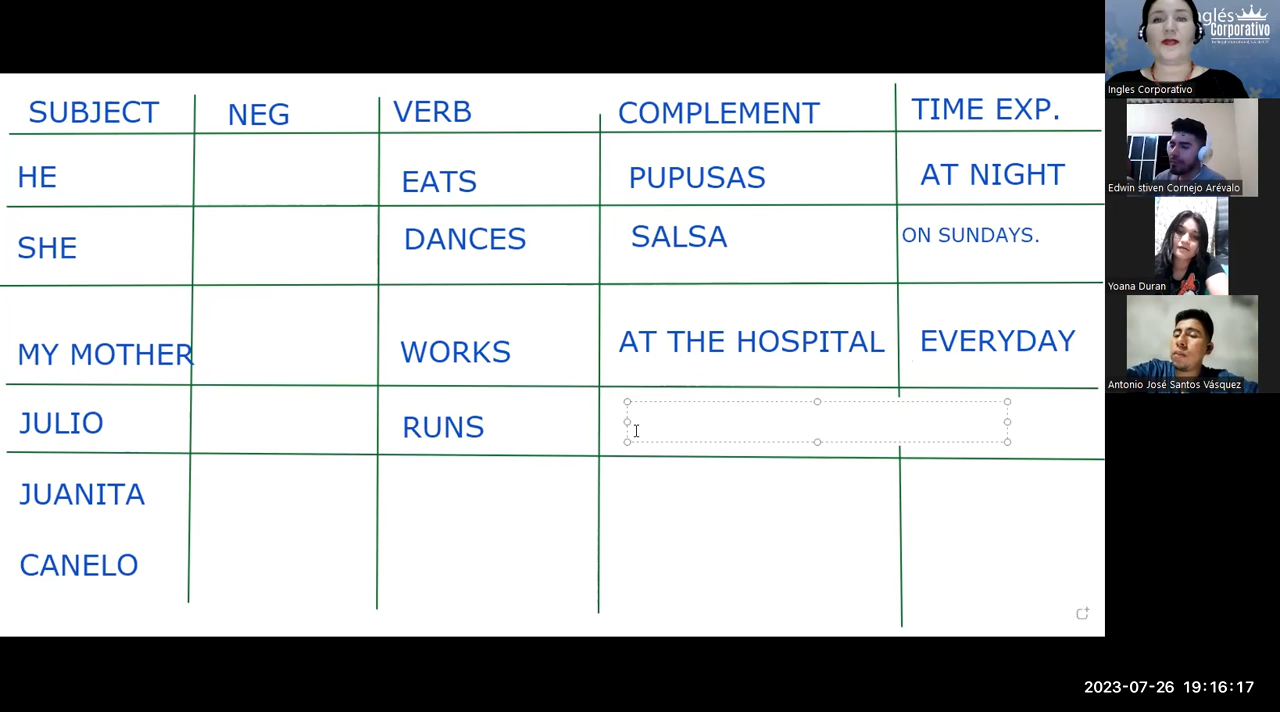 SUBJECT NEG VERB COMPLEMENT TIME EXP.
HE EATS PUPUSAS AT NIGHT
SHE DANCES SALSA ON SUNDAYS.
MY MOTHER WORKS AT THE HOSPITAL EVERYDAY
JULIO RUNS
JUANITA
CANELO
Inglés
Corporativo
Ingles Corporativo
Edwin stiven Cornejo Arévalo
Yoana Duran
Antonio José Santos Vásquez
2023-07-26 19:16:17